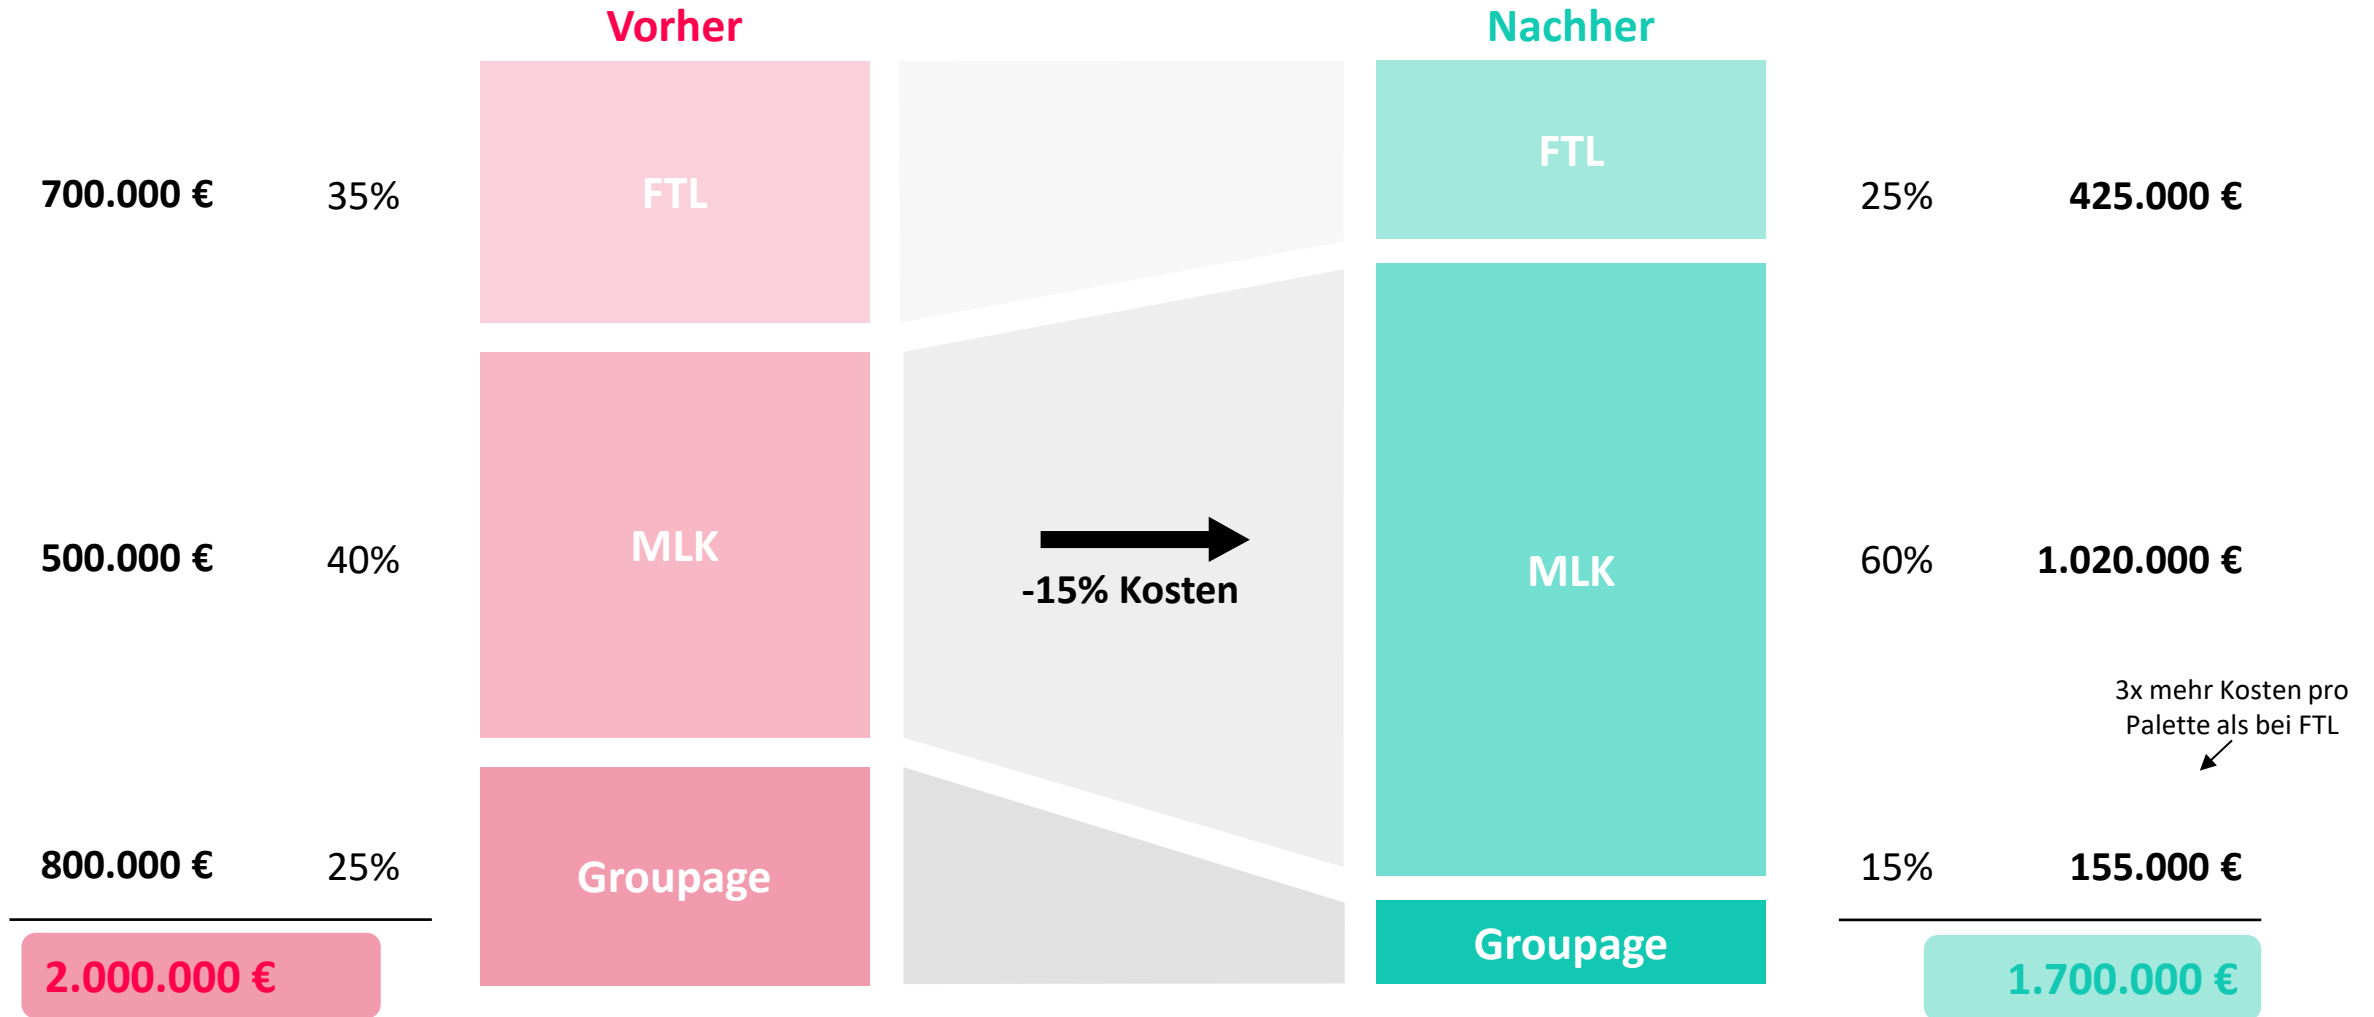 Vorher
Nachher
700.000 € 35% FTL FTL 25% 425.000 €
500.000 € 40% MLK -15% Kosten MLK 60% 1.020.000 €
3x mehr Kosten pro
Palette als bei FTL
800.000 € 25% Groupage Groupage 15% 155.000 €
2.000.000 €
1.700.000 €